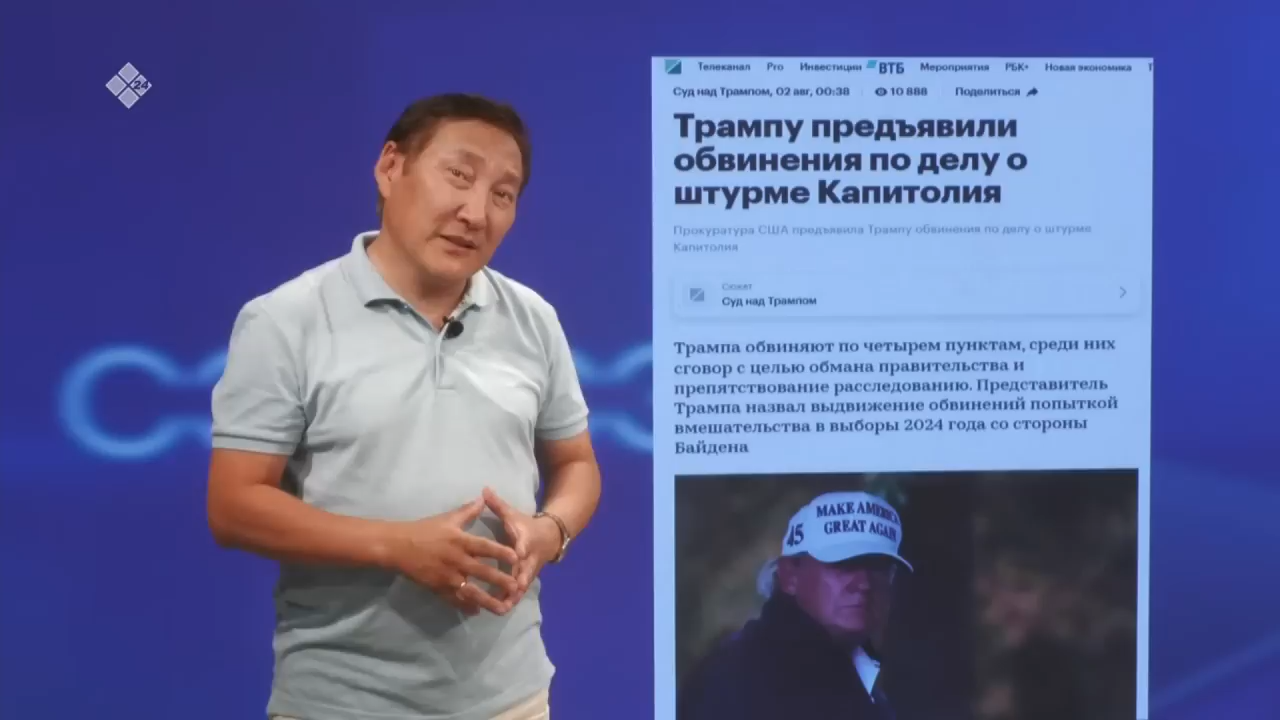 24
Телеканал Pro Инвестиции ВТБ Мероприятия РБК+ Новая экономика
Суд над Трампом, 02 авг, 00:38 10 888 Поделиться
Трампу предъявили
обвинения по делу о
штурме Капитолия
Прокуратура США предъявила Трампу обвинения по делу о штурме
Капитолия
Сюжет
Суд над Трампом
Трампа обвиняют по четырем пунктам, среди них
сговор с целью обмана правительства и
препятствование расследованию. Представитель
Трампа назвал выдвижение обвинений попыткой
вмешательства в выборы 2024 года со стороны
Байдена
MAKE AMERICA
45 GREAT AGAIN